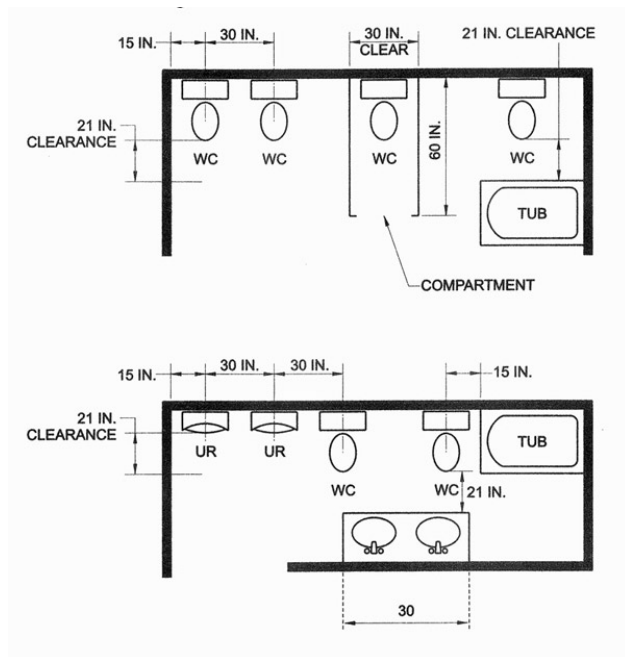 15 IN.
30 IN.
30 IN.
CLEAR
21 IN. CLEARANCE
21 IN.
CLEARANCE
WC
WC
WC
60 IN.
WC
TUB
COMPARTMENT
15 IN.
30 IN.
30 IN.
15 IN.
21 IN.
CLEARANCE
UR
UR
WC
WC
21 IN.
TUB
30